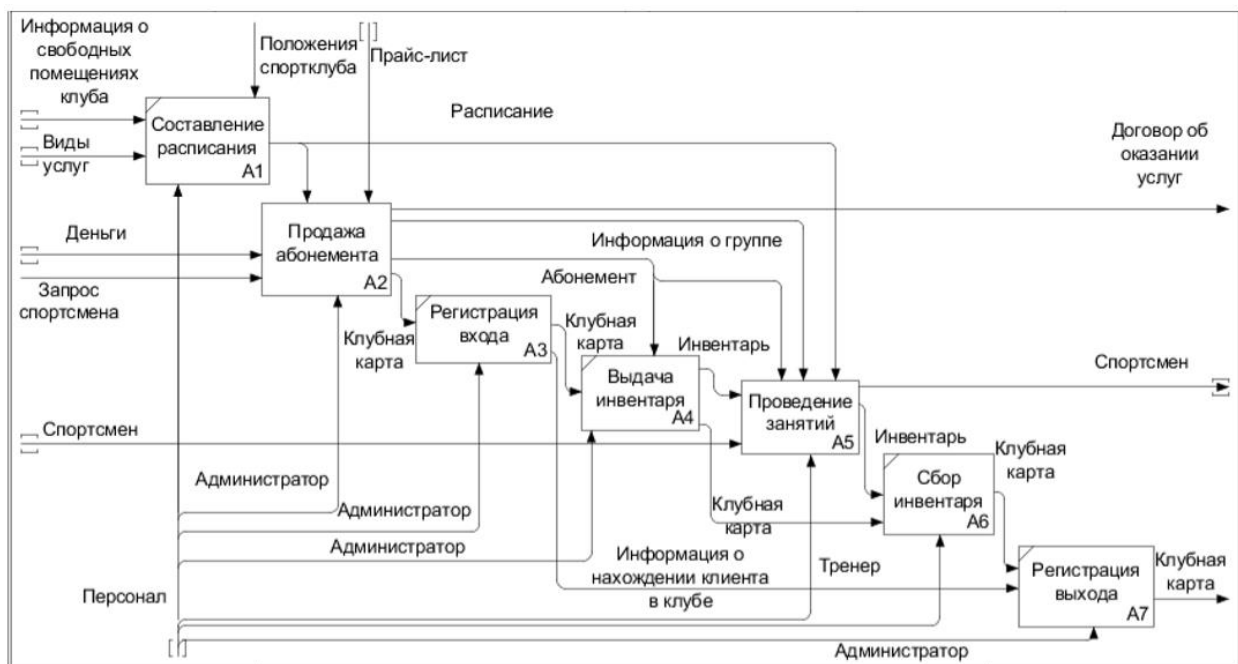 Информация о
свободных
помещениях
клуба
Положения
спортклуба
Прайс-лист
Составление
расписания
A1
Виды
услуг
Расписание
Договор об
оказании
услуг
Деньги
Продажа
абонемента
A2
Информация о группе
Абонемент
Запрос
спортсмена
Клубная
карта
Регистрация
входа
A3
Клубная
карта
Инвентарь
Выдача
инвентаря
A4
Проведение
занятий
A5
Спортсмен
Спортсмен
Инвентарь
Клубная
карта
Сбор
инвентаря
A6
Администратор
Администратор
Администратор
Клубная
карта
Информация о
нахождении клиента
в клубе
Тренер
Персонал
Регистрация
выхода
A7
Клубная
карта
Администратор